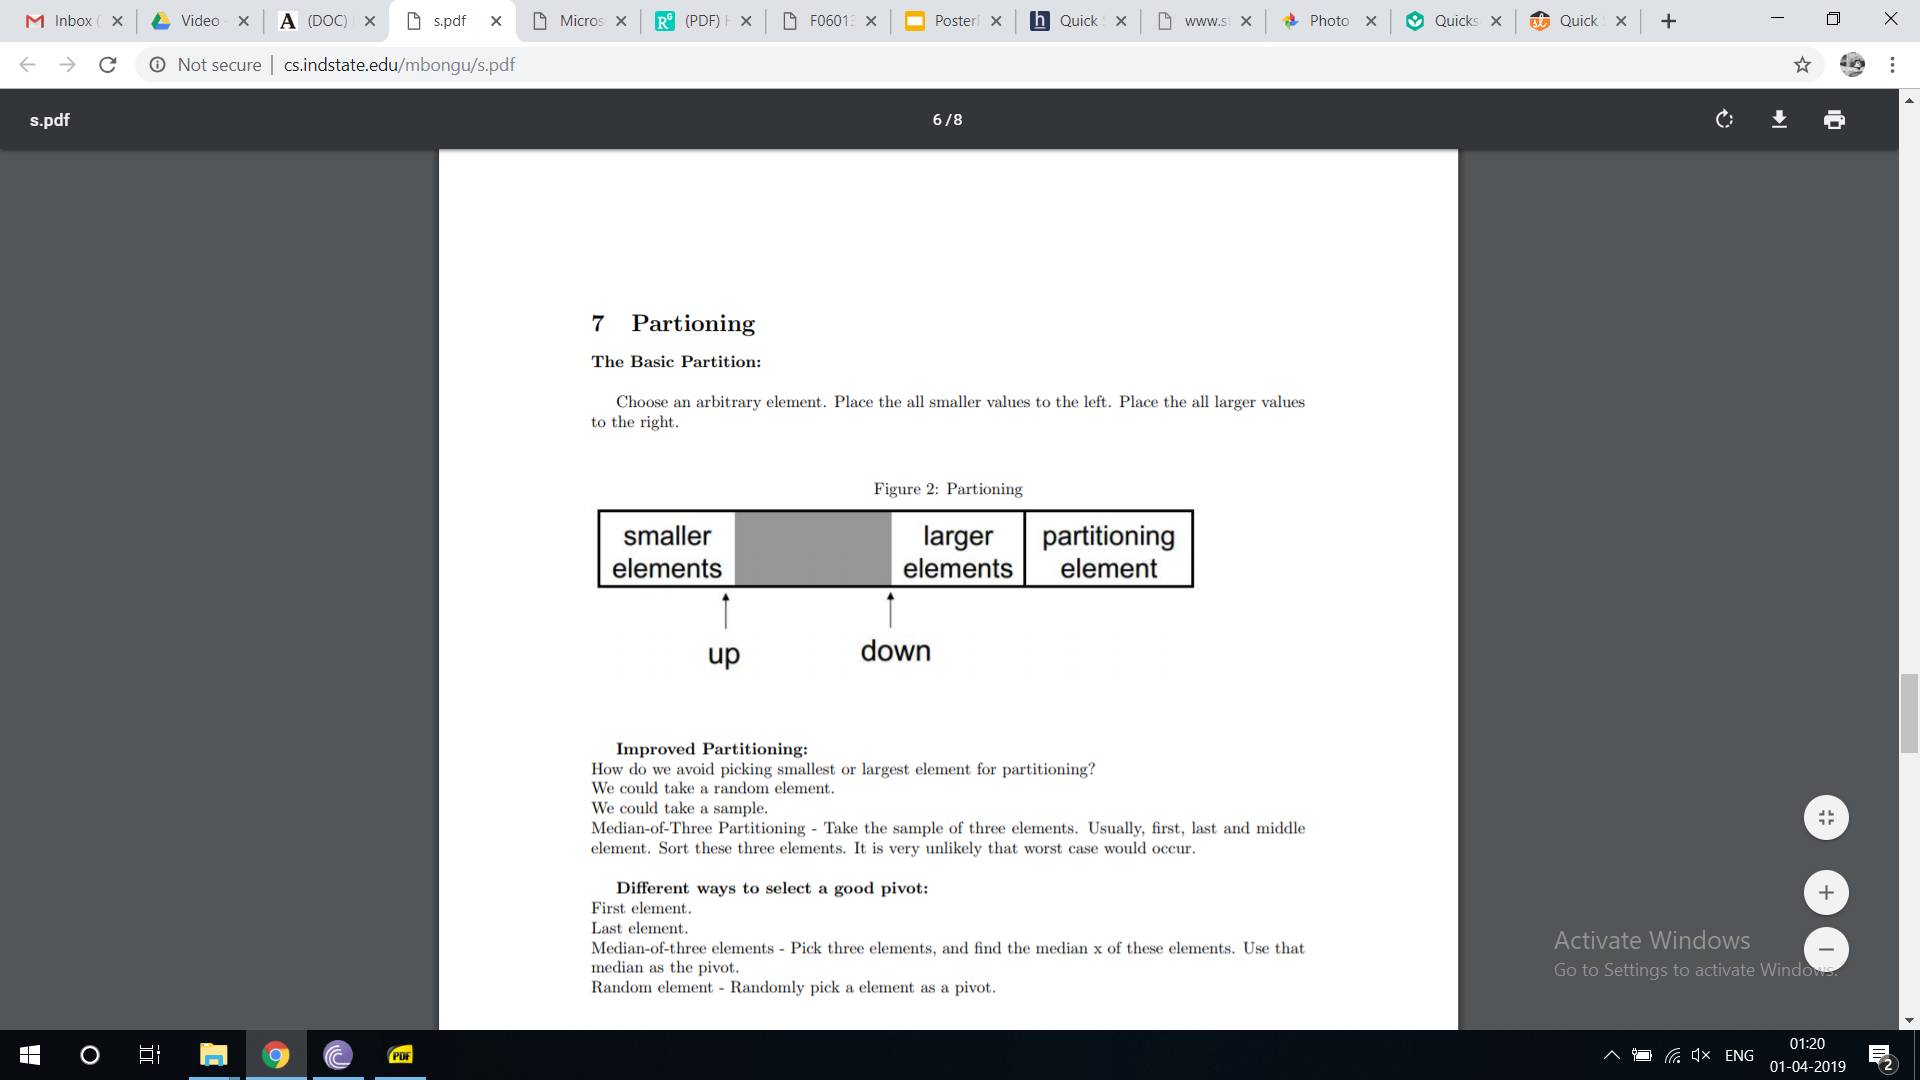 Inbox (
Video
(DOC)
s.pdf
Micros
(PDF) H
F0601
Poster
Quick
www.s
Photo
Quicks
Quick
Not secure | cs.indstate.edu/mbongu/s.pdf
s.pdf
6 / 8
7 Partioning
The Basic Partition:
Choose an arbitrary element. Place the all smaller values to the left. Place the all larger values
to the right.
Figure 2: Partioning
smaller
elements
larger
elements
partitioning
element
up
down
Improved Partitioning:
How do we avoid picking smallest or largest element for partitioning?
We could take a random element.
We could take a sample.
Median-of-Three Partitioning - Take the sample of three elements. Usually, first, last and middle
element. Sort these three elements. It is very unlikely that worst case would occur.
Different ways to select a good pivot:
First element.
Last element.
Median-of-three elements - Pick three elements, and find the median x of these elements. Use that
median as the pivot.
Random element - Randomly pick a element as a pivot.
Activate Windows
Go to Settings to activate Windows.
PDF
ENG
01:20
01-04-2019
2